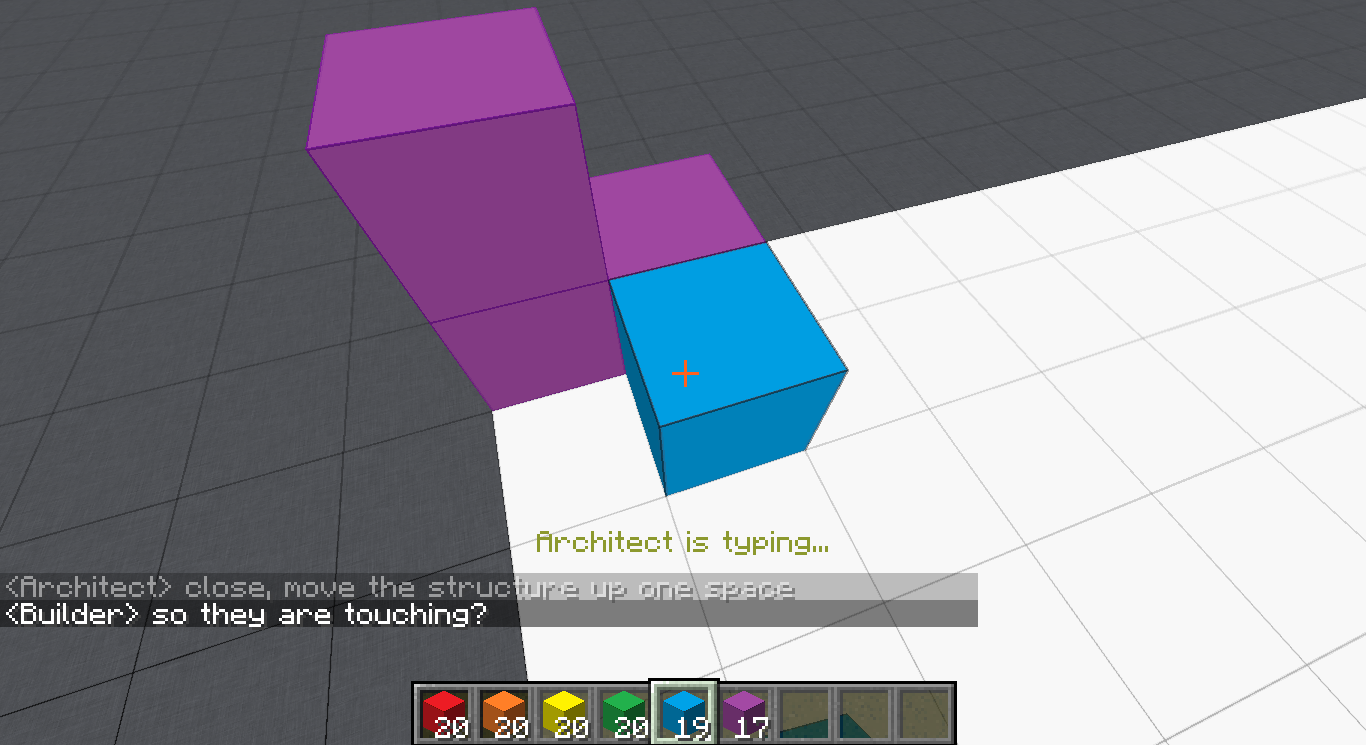 Architect is typing...
<Architect> close, move the structure up one space
<Builder> so they are touching?
20 20 20 20 19 17